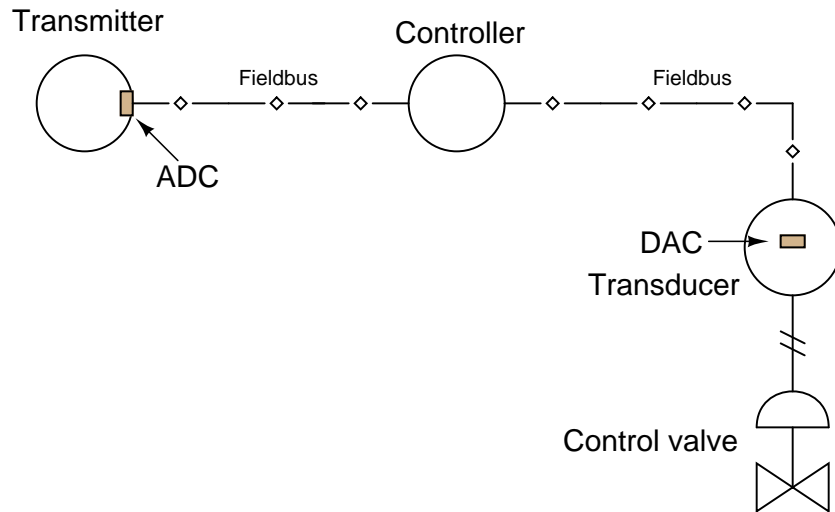 Transmitter
Controller
Fieldbus
Fieldbus
ADC
DAC
Transducer
Control valve